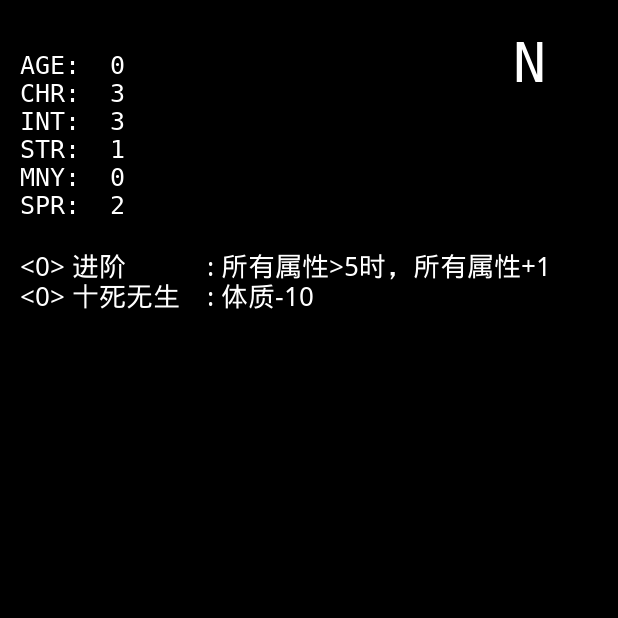 N
AGE: 0
CHR: 3
INT: 3
STR: 1
MNY: 0
SPR: 2
<0> 进阶 : 所有属性>5时，所有属性+1
<0> 十死无生 : 体质-10